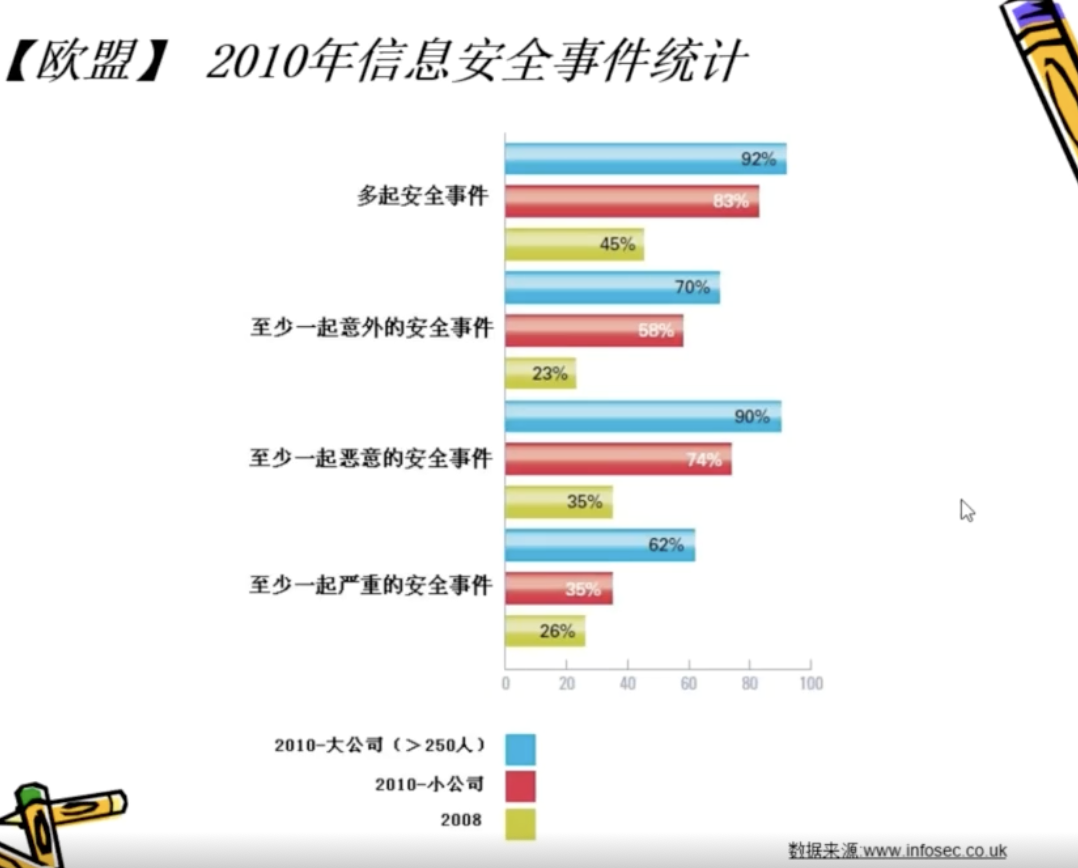 【欧盟】 2010年信息安全事件统计
92%
多起安全事件
83%
45%
70%
至少一起意外的安全事件
58%
23%
90%
至少一起恶意的安全事件
74%
35%
62%
至少一起严重的安全事件
35%
26%
0 20 40 60 80 100
2010-大公司（＞250人）
2010-小公司
2008
数据来源:www.infosec.co.uk